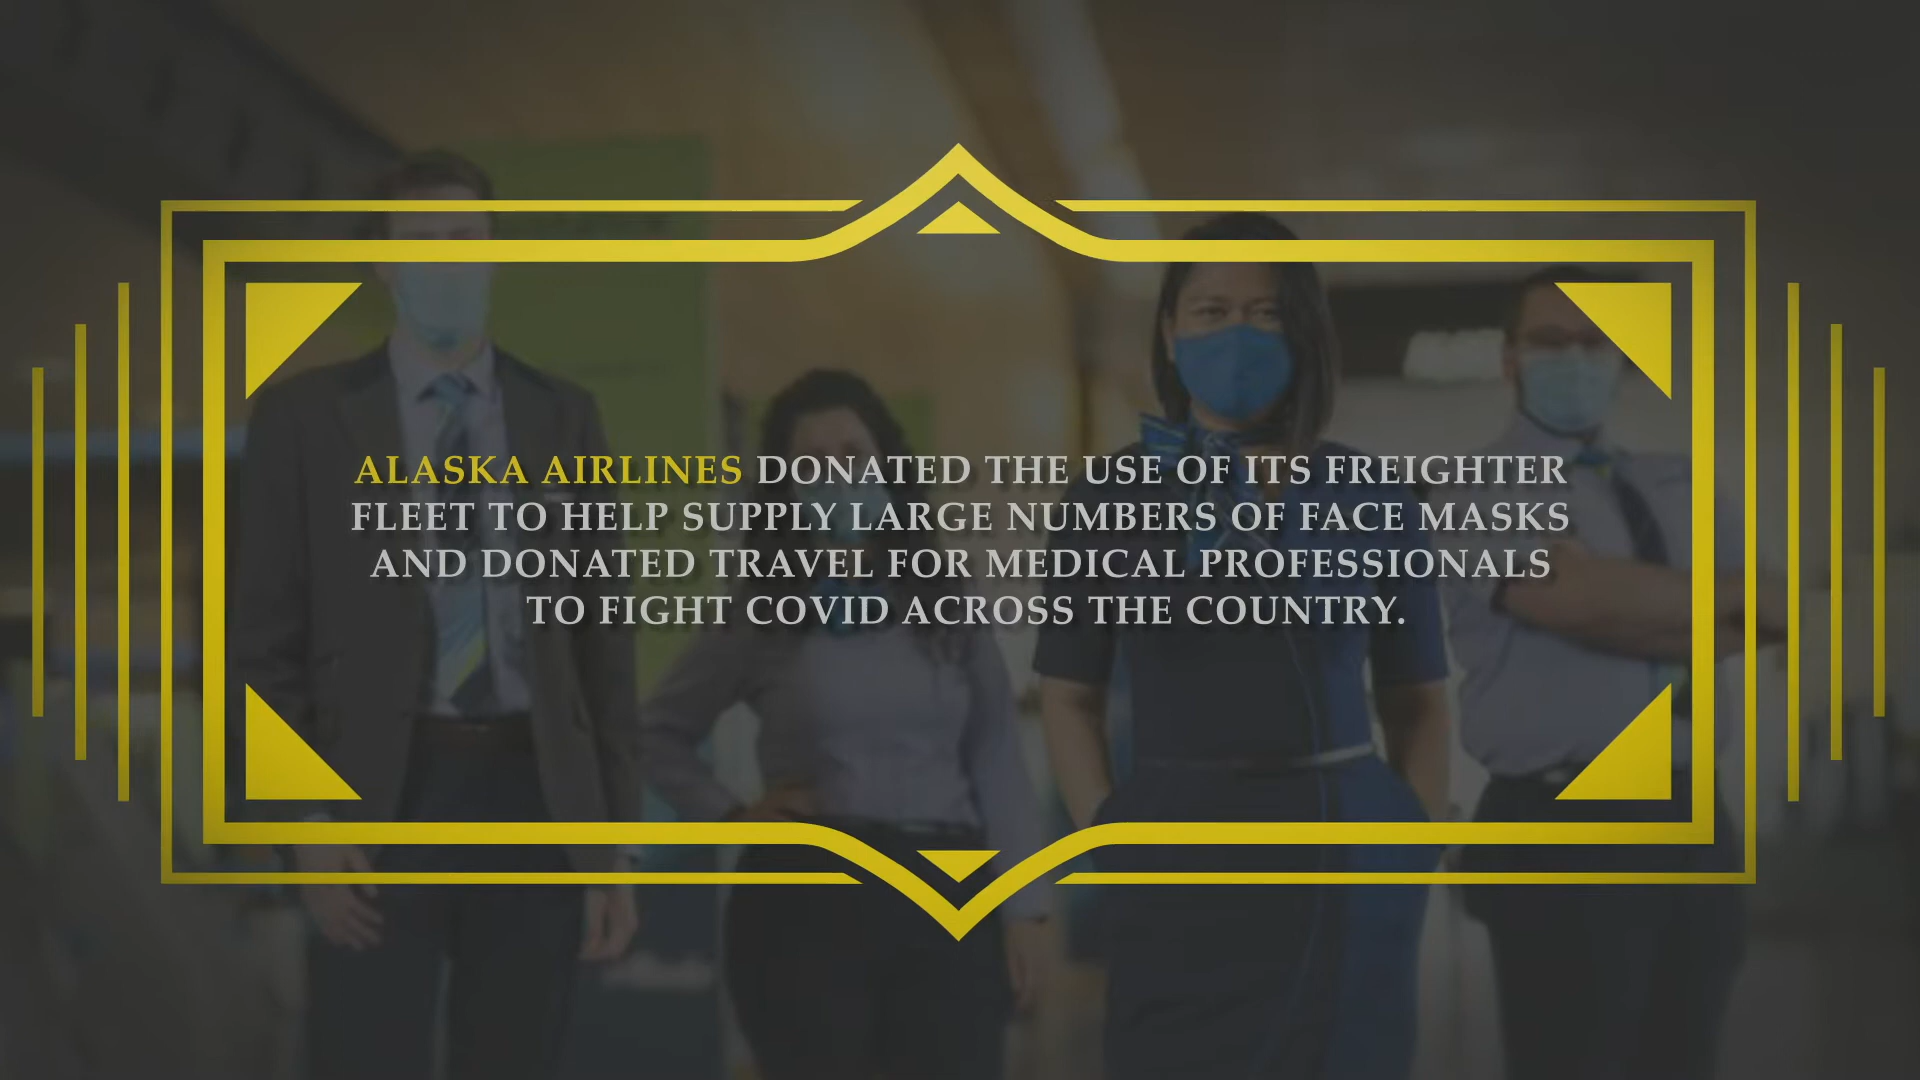 ALASKA AIRLINES DONATED THE USE OF ITS FREIGHTER
FLEET TO HELP SUPPLY LARGE NUMBERS OF FACE MASKS
AND DONATED TRAVEL FOR MEDICAL PROFESSIONALS
TO FIGHT COVID ACROSS THE COUNTRY.